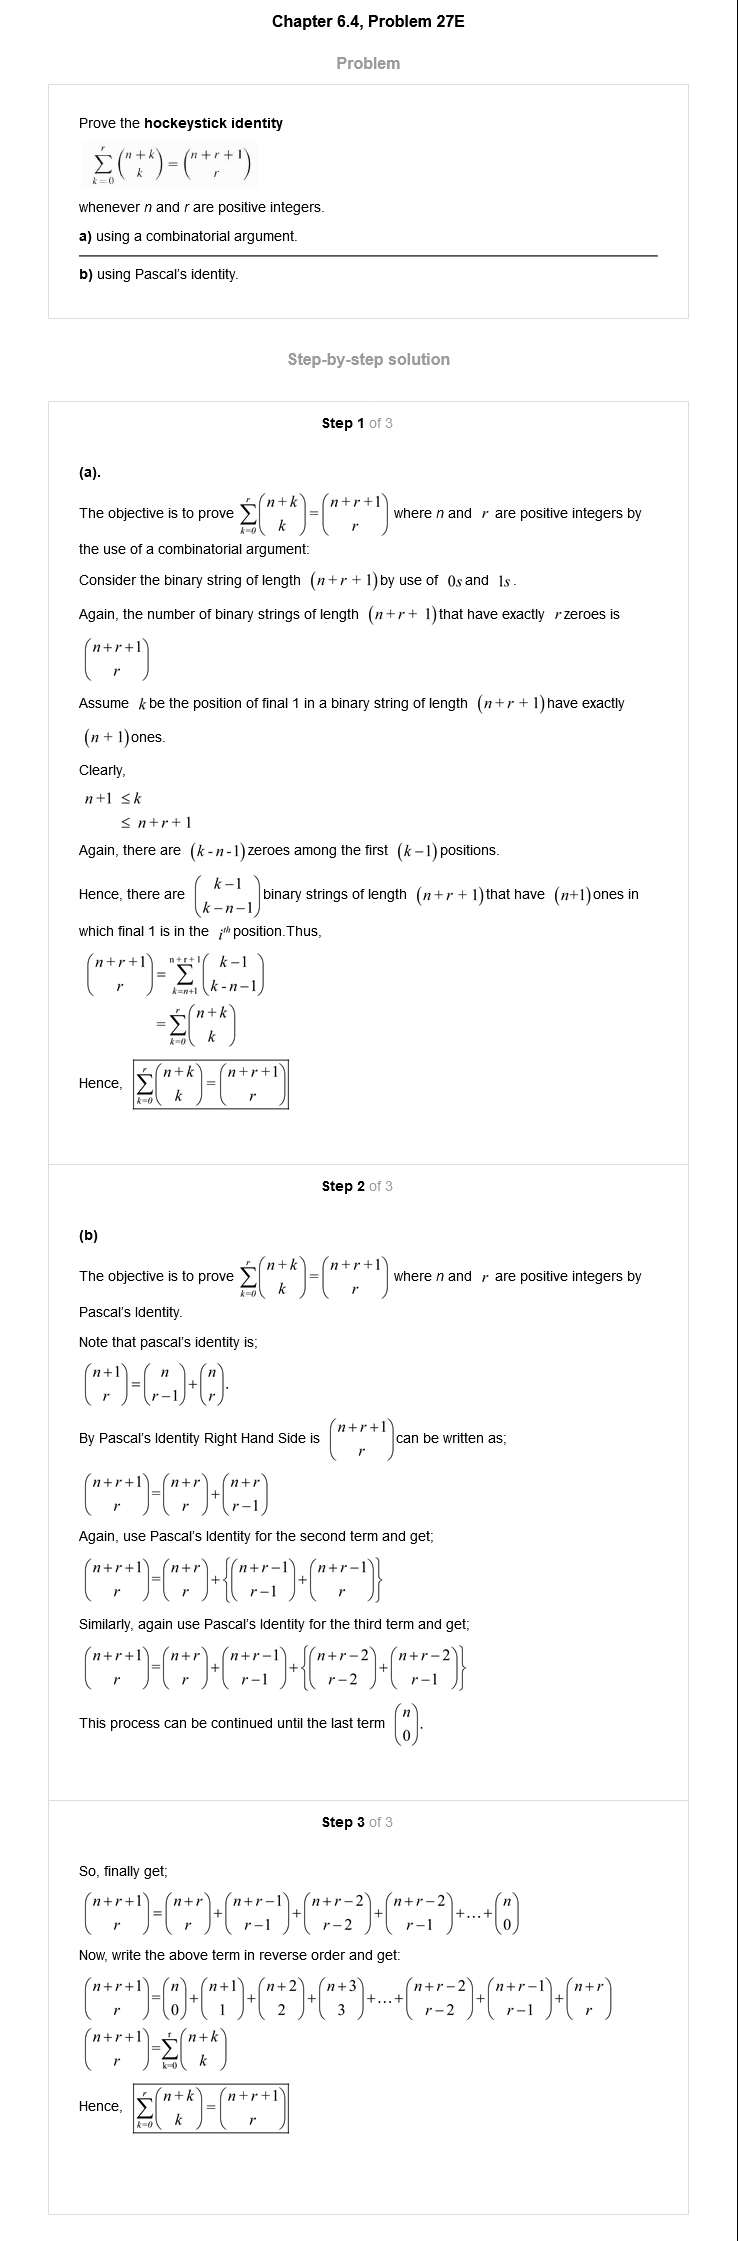 Chapter 6.4, Problem 27E
Problem
Prove the hockeystick identity
\sum_{k=0}^{r} \binom{n+k}{k} = \binom{n+r+1}{r}
whenever n and r are positive integers.
a) using a combinatorial argument.
b) using Pascal's identity.
Step-by-step solution
Step 1 of 3
(a).
The objective is to prove \sum_{k=0}^{r} \binom{n+k}{k} = \binom{n+r+1}{r} where n and r are positive integers by
the use of a combinatorial argument:
Consider the binary string of length (n+r+1) by use of 0s and 1s.
Again, the number of binary strings of length (n+r+1) that have exactly r zeroes is
\binom{n+r+1}{r}
Assume k be the position of final 1 in a binary string of length (n+r+1) have exactly
(n+1) ones.
Clearly,
n+1 ≤ k
≤ n+r+1
Again, there are (k-n-1) zeroes among the first (k-1) positions.
Hence, there are \binom{k-1}{k-n-1} binary strings of length (n+r+1) that have (n+1) ones in
which final 1 is in the i^{th} position.Thus,
\binom{n+r+1}{r} = \sum_{k=n+1}^{n+r+1} \binom{k-1}{k-n-1}
= \sum_{k=0}^{r} \binom{n+k}{k}
Hence, \sum_{k=0}^{r} \binom{n+k}{k} = \binom{n+r+1}{r}
Step 2 of 3
(b)
The objective is to prove \sum_{k=0}^{r} \binom{n+k}{k} = \binom{n+r+1}{r} where n and r are positive integers by
Pascal's Identity.
Note that pascal's identity is;
\binom{n+1}{r} = \binom{n}{r-1} + \binom{n}{r}.
By Pascal's Identity Right Hand Side is \binom{n+r+1}{r} can be written as;
\binom{n+r+1}{r} = \binom{n+r}{r} + \binom{n+r}{r-1}
Again, use Pascal's Identity for the second term and get;
\binom{n+r+1}{r} = \binom{n+r}{r} + \{\binom{n+r-1}{r-1} + \binom{n+r-1}{r}\}
Similarly, again use Pascal's Identity for the third term and get;
\binom{n+r+1}{r} = \binom{n+r}{r} + \binom{n+r-1}{r-1} + \{\binom{n+r-2}{r-2} + \binom{n+r-2}{r-1}\}
This process can be continued until the last term \binom{n}{0}.
Step 3 of 3
So, finally get;
\binom{n+r+1}{r} = \binom{n+r}{r} + \binom{n+r-1}{r-1} + \binom{n+r-2}{r-2} + \binom{n+r-2}{r-1} + ... + \binom{n}{0}
Now, write the above term in reverse order and get:
\binom{n+r+1}{r} = \binom{n}{0} + \binom{n+1}{1} + \binom{n+2}{2} + \binom{n+3}{3} + ... + \binom{n+r-2}{r-2} + \binom{n+r-1}{r-1} + \binom{n+r}{r}
\binom{n+r+1}{r} = \sum_{k=0}^{r} \binom{n+k}{k}
Hence, \sum_{k=0}^{r} \binom{n+k}{k} = \binom{n+r+1}{r}